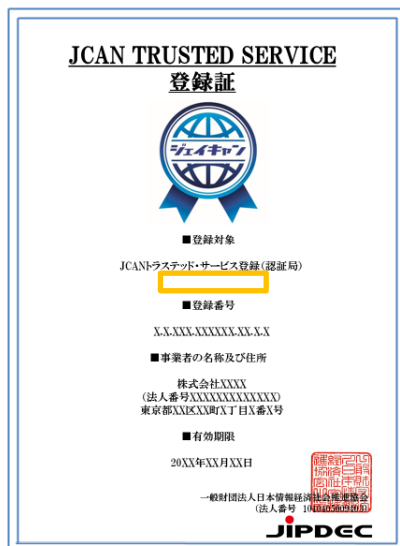 JCAN TRUSTED SERVICE
登録証
ジェイキャン
■登録対象
JCANトラステッド・サービス登録(認証局)
■登録番号
X-X-XXX-XXXXXX-XX-X-X
■事業者の名称及び住所
株式会社XXXX
(法人番号XXXXXXXXXXXXX)
東京都XX区XX町X丁目X番X号
■有効期限
20XX年XX月XX日
一般財団法人日本情報経済社会推進協会
(法人番号
JIPDEC